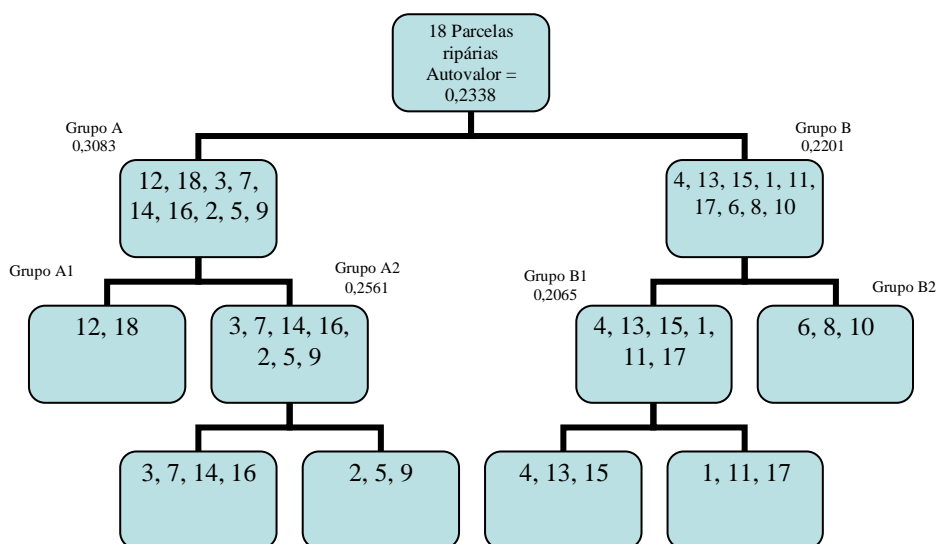 18 Parcelas
ripárias
Autovalor =
0,2338
Grupo A
0,3083
Grupo B
0,2201
12, 18, 3, 7,
14, 16, 2, 5, 9
4, 13, 15, 1, 11,
17, 6, 8, 10
Grupo A1
Grupo A2
0,2561
Grupo B1
0,2065
Grupo B2
12, 18
3, 7, 14, 16,
2, 5, 9
4, 13, 15, 1,
11, 17
6, 8, 10
3, 7, 14, 16
2, 5, 9
4, 13, 15
1, 11, 17